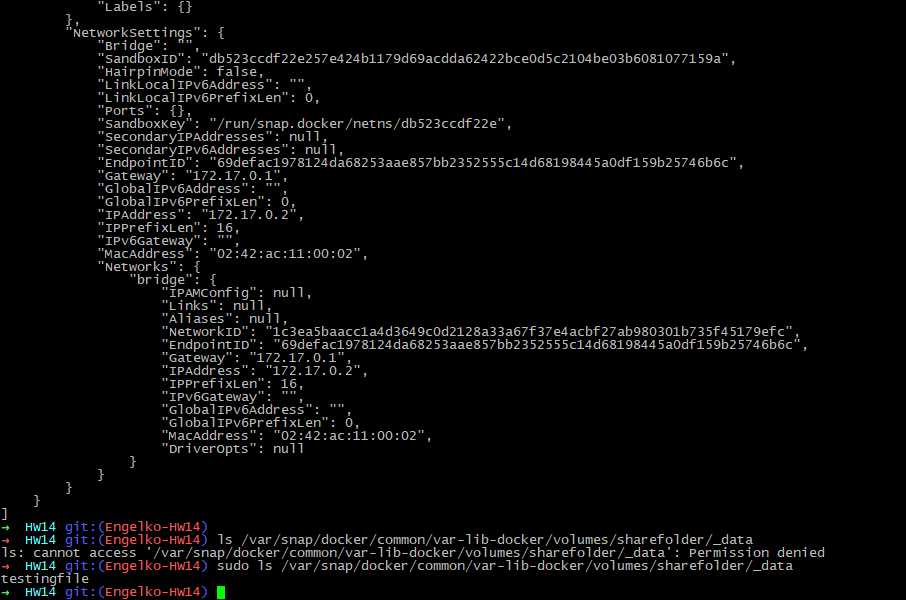 "Labels": {}
},
"NetworkSettings": {
"Bridge": "",
"SandboxID": "db523ccdf22e257e424b1179d69acdda62422bce0d5c2104be03b6081077159a",
"HairpinMode": false,
"LinkLocalIPv6Address": "",
"LinkLocalIPv6PrefixLen": 0,
"Ports": {},
"SandboxKey": "/run/snap.docker/netns/db523ccdf22e",
"SecondaryIPAddresses": null,
"SecondaryIPv6Addresses": null,
"EndpointID": "69defac1978124da68253aae857bb2352555c14d68198445a0df159b25746b6c",
"Gateway": "172.17.0.1",
"GlobalIPv6Address": "",
"GlobalIPv6PrefixLen": 0,
"IPAddress": "172.17.0.2",
"IPPrefixLen": 16,
"IPv6Gateway": "",
"MacAddress": "02:42:ac:11:00:02",
"Networks": {
"bridge": {
"IPAMConfig": null,
"Links": null,
"Aliases": null,
"NetworkID": "1c3ea5baacc1a4d3649c0d2128a33a67f37e4acbf27ab980301b735f45179efc",
"EndpointID": "69defac1978124da68253aae857bb2352555c14d68198445a0df159b25746b6c",
"Gateway": "172.17.0.1",
"IPAddress": "172.17.0.2",
"IPPrefixLen": 16,
"IPv6Gateway": "",
"GlobalIPv6Address": "",
"GlobalIPv6PrefixLen": 0,
"MacAddress": "02:42:ac:11:00:02",
"DriverOpts": null
}
}
}
}
]
→ HW14 git:(Engelko-HW14)
→ HW14 git:(Engelko-HW14) ls /var/snap/docker/common/var-lib-docker/volumes/sharefolder/_data
ls: cannot access '/var/snap/docker/common/var-lib-docker/volumes/sharefolder/_data': Permission denied
→ HW14 git:(Engelko-HW14) sudo ls /var/snap/docker/common/var-lib-docker/volumes/sharefolder/_data
testingfile
→ HW14 git:(Engelko-HW14)